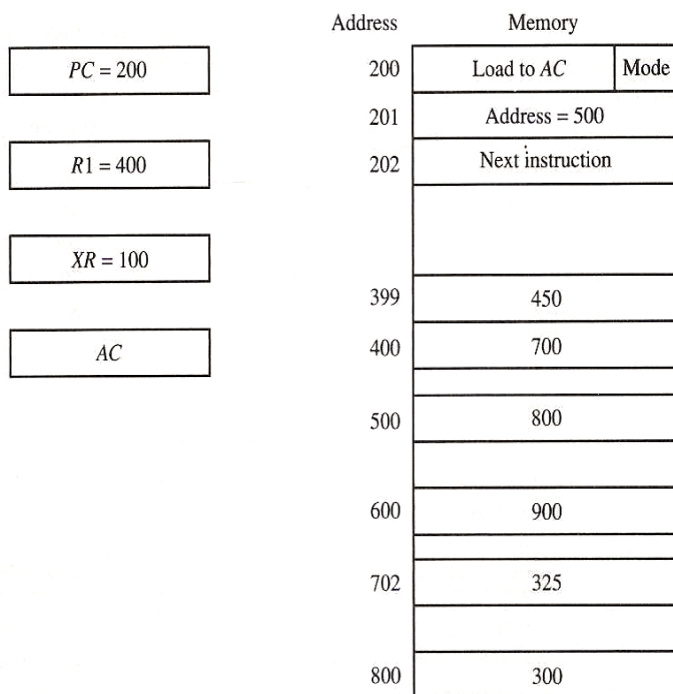 Address Memory
PC = 200
200 Load to AC Mode
201 Address = 500
R1 = 400
202 Next instruction
XR = 100
399 450
AC
400 700
500 800
600 900
702 325
800 300